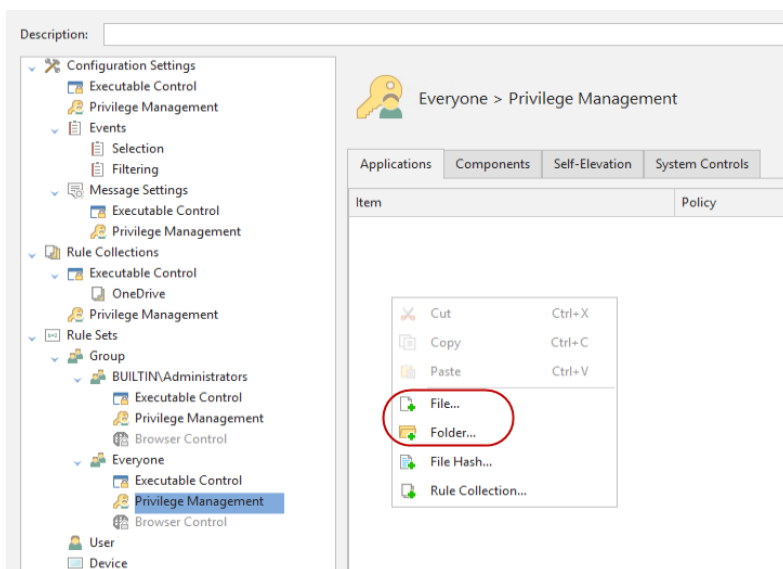 Description:
Configuration Settings
Executable Control
Privilege Management
Events
Selection
Filtering
Message Settings
Executable Control
Privilege Management
Rule Collections
Executable Control
OneDrive
Privilege Management
Rule Sets
Group
BUILTIN\Administrators
Executable Control
Privilege Management
Browser Control
Everyone
Executable Control
Privilege Management
Browser Control
User
Device
Everyone > Privilege Management
Applications Components Self-Elevation System Controls
Item Policy
Cut Ctrl+X
Copy Ctrl+C
Paste Ctrl+V
File...
Folder...
File Hash...
Rule Collection...